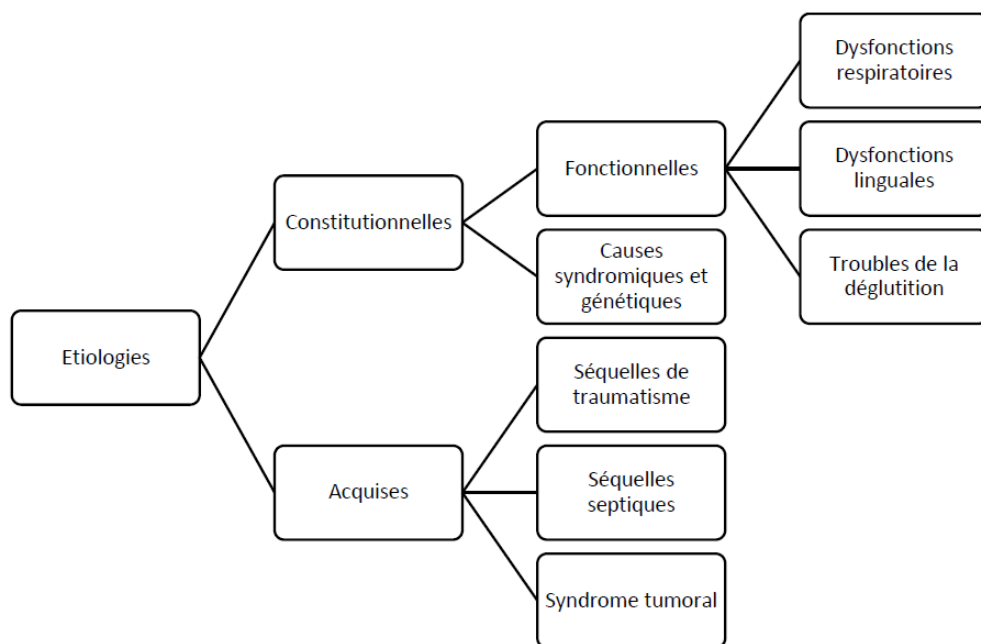 Etiologies
Constitutionnelles
Fonctionnelles
Dysfonctions
respiratoires
Dysfonctions
linguales
Troubles de la
déglutition
Causes
syndromiques et
génétiques
Acquises
Séquelles de
traumatisme
Séquelles
septiques
Syndrome tumoral